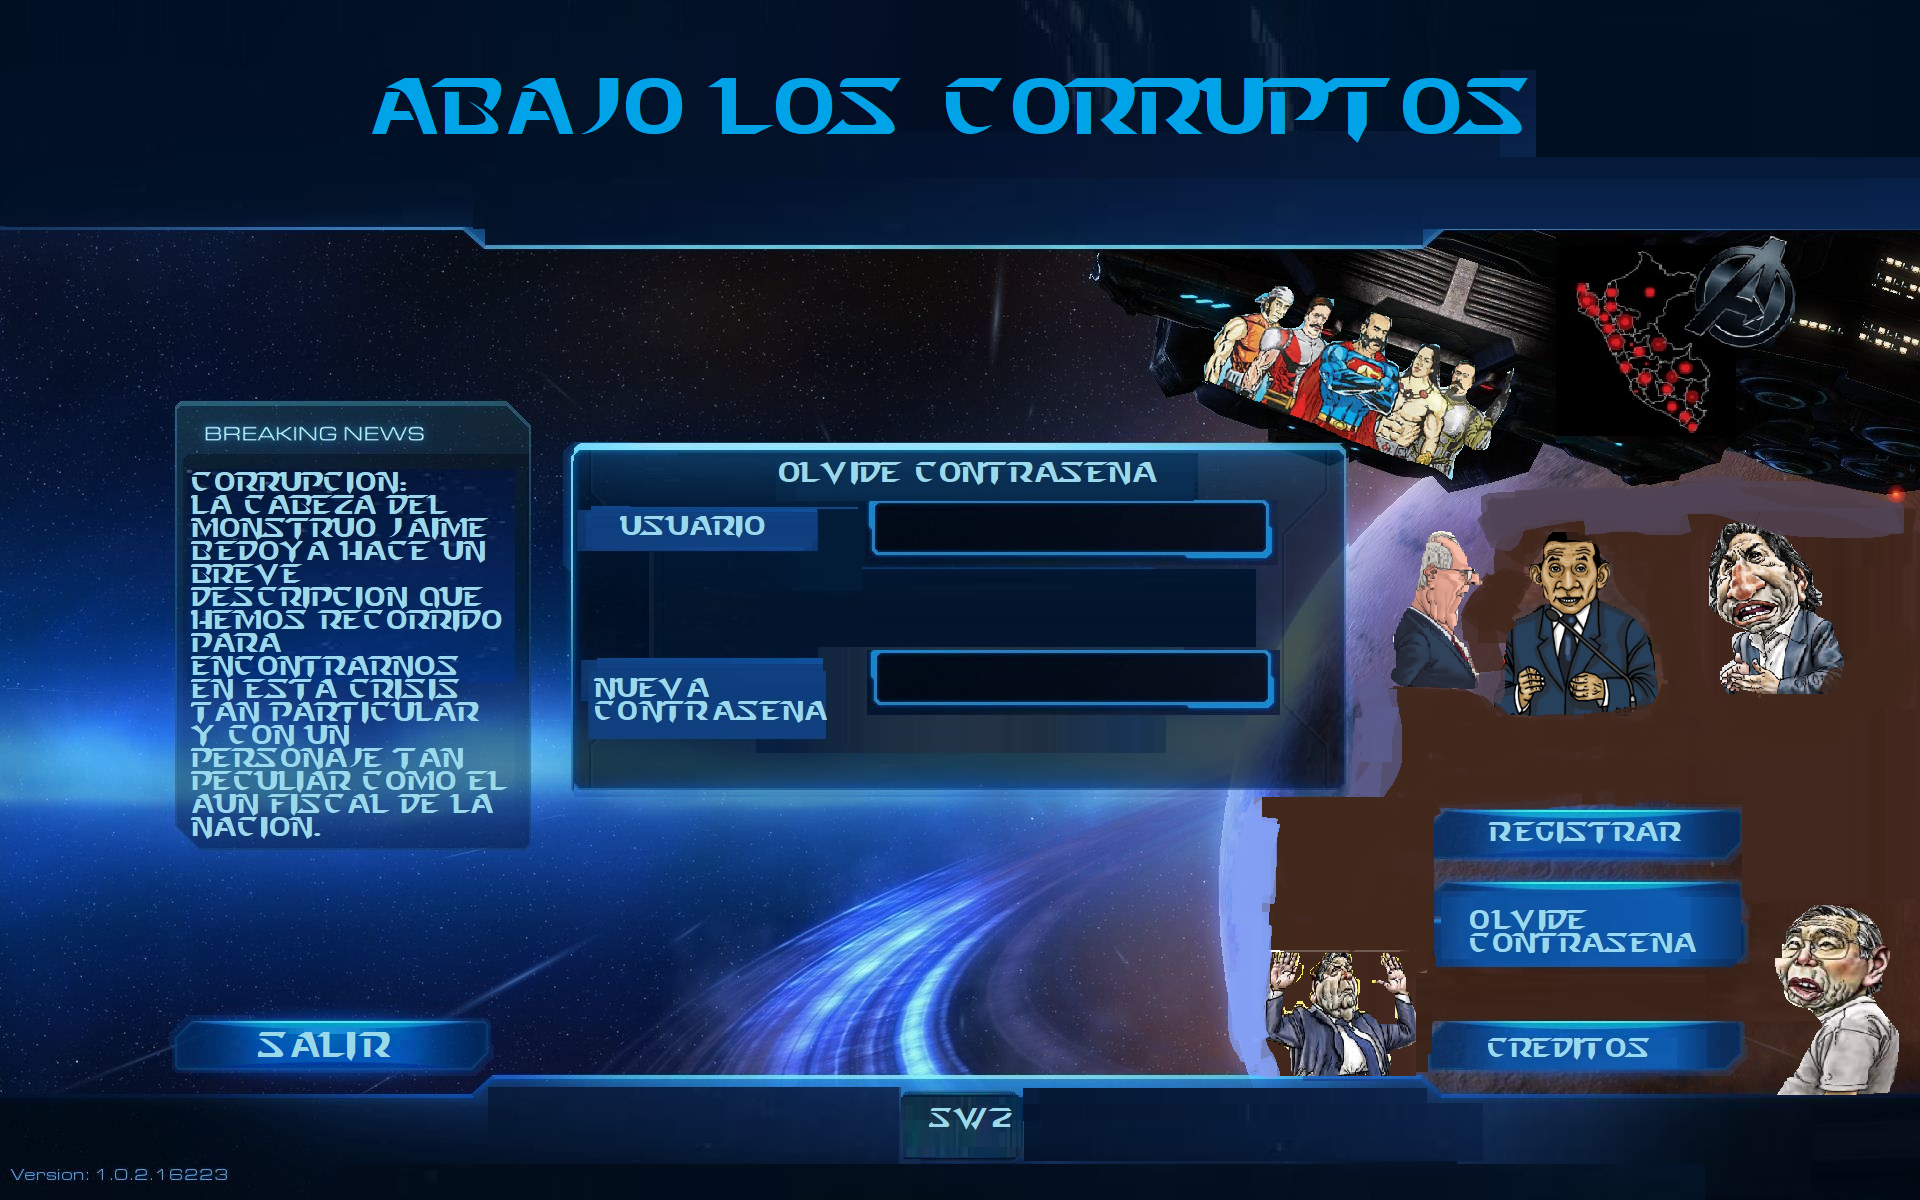 ABAJO LOS CORRUPTOS
BREAKING NEWS
CORRUPCION:
LA CABEZA DEL
MONSTRUO JAIME
BEDOYA HACE UN
BREVE
DESCRIPCION QUE
HEMOS RECORRIDO
PARA
ENCONTRARNOS
EN ESTA CRISIS
TAN PARTICULAR
Y CON UN
PERSONAJE TAN
PECULIAR COMO EL
AUN FISCAL DE LA
NACION.
OLVIDE CONTRASENA
USUARIO
NUEVA
CONTRASENA
REGISTRAR
OLVIDE
CONTRASENA
CREDITOS
SALIR
SW2
Version: 1.0.2.16223